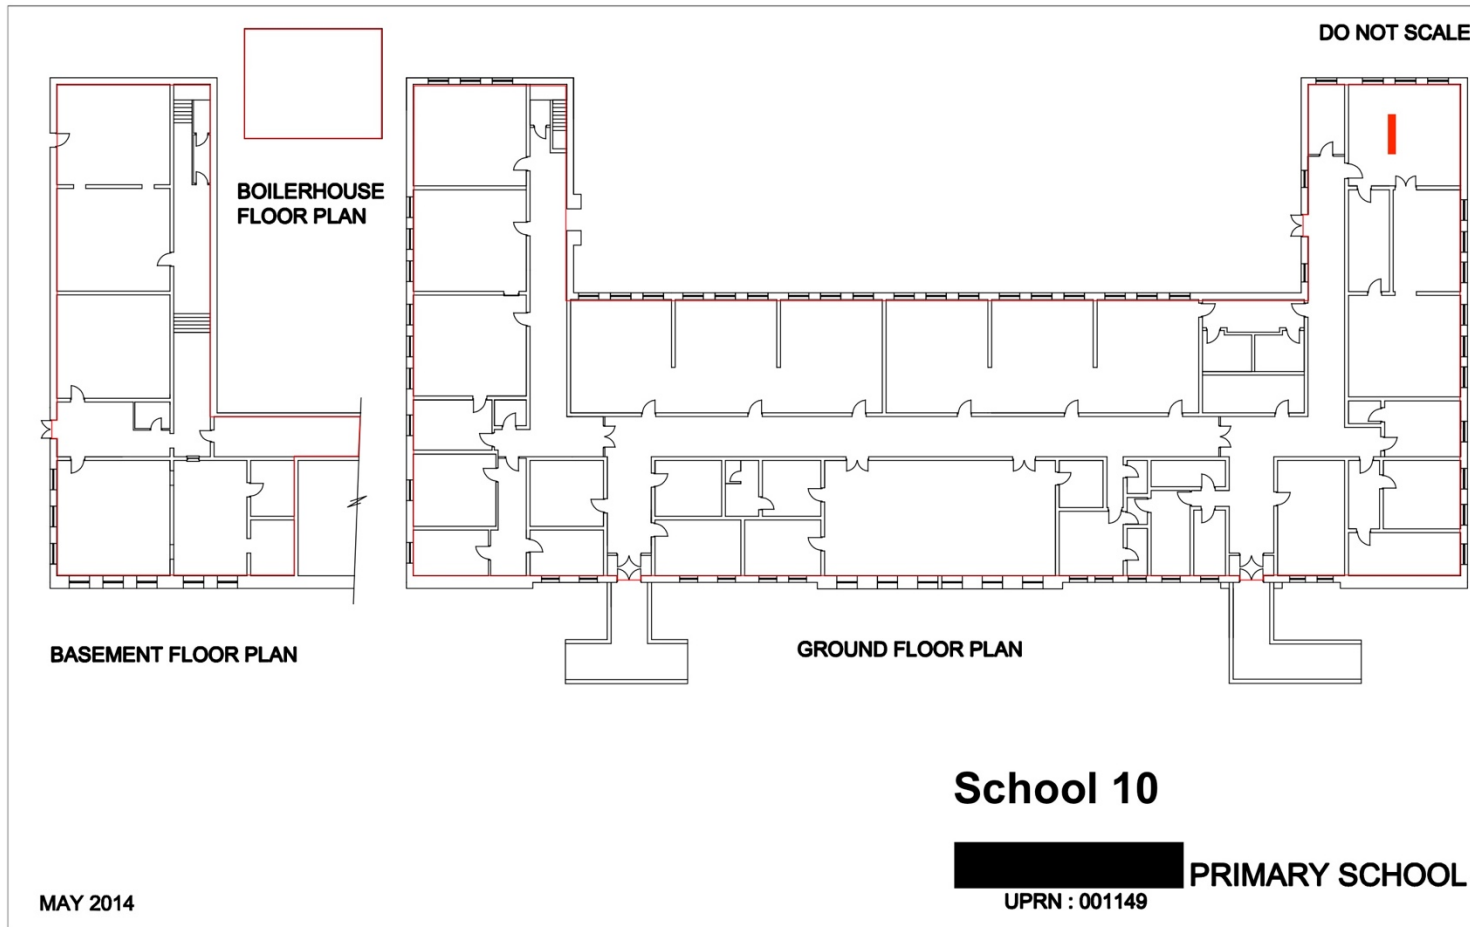 DO NOT SCALE
BOILERHOUSE
FLOOR PLAN
BASEMENT FLOOR PLAN
GROUND FLOOR PLAN
School 10
PRIMARY SCHOOL
UPRN : 001149
MAY 2014